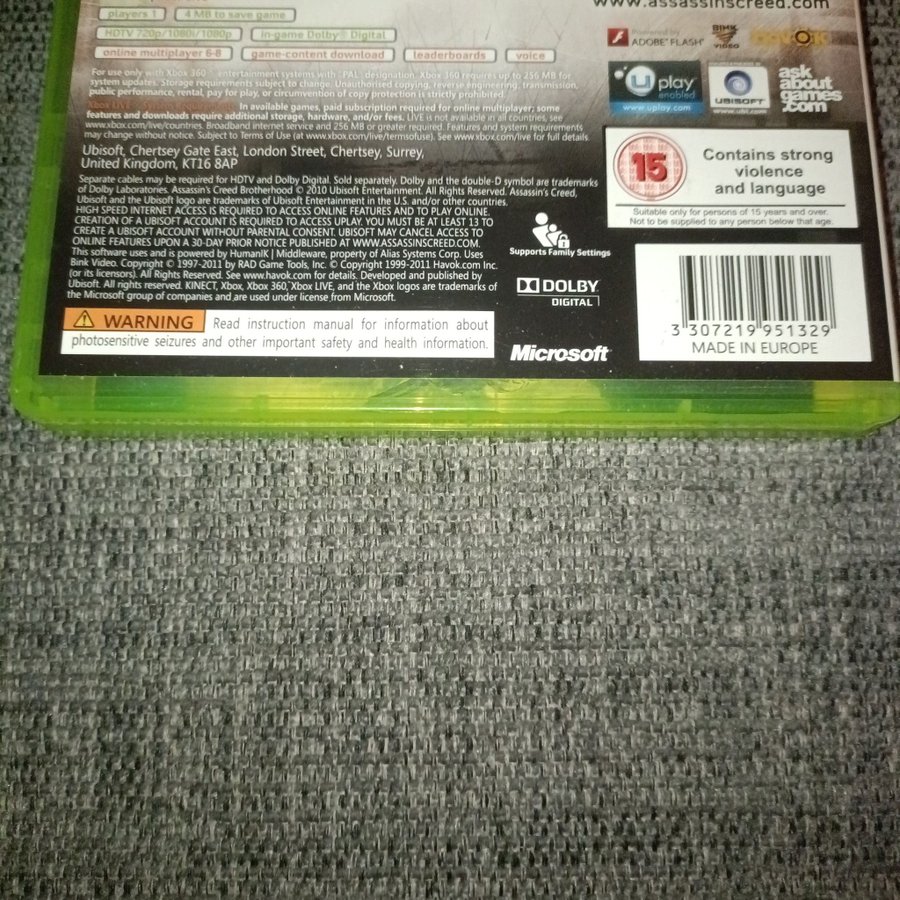 www.assassinscreed.com
players 1
4 MB to save game
HDTV 720p/1080i/1080p
in-game Dolby® Digital
online multiplayer 6-8
game-content download
leaderboards
voice
For use only with Xbox 360® entertainment systems with "PAL" designation. Xbox 360 requires up to 256 MB for
system updates. Storage requirements subject to change. Unauthorised copying, reverse engineering, transmission,
public performance, rental, pay for play, or circumvention of copy protection is strictly prohibited.
Xbox LIVE® System Requirements: In available games, paid subscription required for online multiplayer; some
features and downloads require additional storage, hardware, and/or fees. LIVE is not available in all countries, see
www.xbox.com/live/countries. Broadband internet service and 256 MB or greater required. Features and system requirements
may change without notice. Subject to Terms of Use (at www.xbox.com/live/termsofuse). See www.xbox.com/live for full details.
Ubisoft, Chertsey Gate East, London Street, Chertsey, Surrey,
United Kingdom, KT16 8AP
Separate cables may be required for HDTV and Dolby Digital. Sold separately. Dolby and the double-D symbol are trademarks
of Dolby Laboratories. Assassin's Creed Brotherhood © 2010 Ubisoft Entertainment. All Rights Reserved. Assassin's Creed,
Ubisoft and the Ubisoft logo are trademarks of Ubisoft Entertainment in the U.S. and/or other countries.
HIGH SPEED INTERNET ACCESS IS REQUIRED TO ACCESS ONLINE FEATURES AND TO PLAY ONLINE.
CREATION OF A UBISOFT ACCOUNT IS REQUIRED TO ACCESS UPLAY. YOU MUST BE AT LEAST 13 TO
CREATE A UBISOFT ACCOUNT WITHOUT PARENTAL CONSENT. UBISOFT MAY CANCEL ACCESS TO
ONLINE FEATURES UPON A 30-DAY PRIOR NOTICE PUBLISHED AT WWW.ASSASSINSCREED.COM.
This software uses and is powered by HumanIK | Middleware, property of Alias Systems Corp. Uses
Bink Video. Copyright © 1997-2011 by RAD Game Tools, Inc. © Copyright 1999-2011 Havok.com Inc.
(or its licensors). All Rights Reserved. See www.havok.com for details. Developed and published by
Ubisoft. All rights reserved. KINECT, Xbox, Xbox 360, Xbox LIVE, and the Xbox logos are trademarks of
the Microsoft group of companies and are used under license from Microsoft.
WARNING Read instruction manual for information about
photosensitive seizures and other important safety and health information.
Powered by
ADOBE® FLASH®
BINK
VIDEO
havok
U play
enabled
www.uplay.com
UBISOFT
www.ubi.com
ask
about
games
.com
15
Contains strong
violence
and language
Suitable only for persons of 15 years and over.
Not to be supplied to any person below that age.
Supports Family Settings
DOLBY
DIGITAL
Microsoft®
3 307219 951329
MADE IN EUROPE